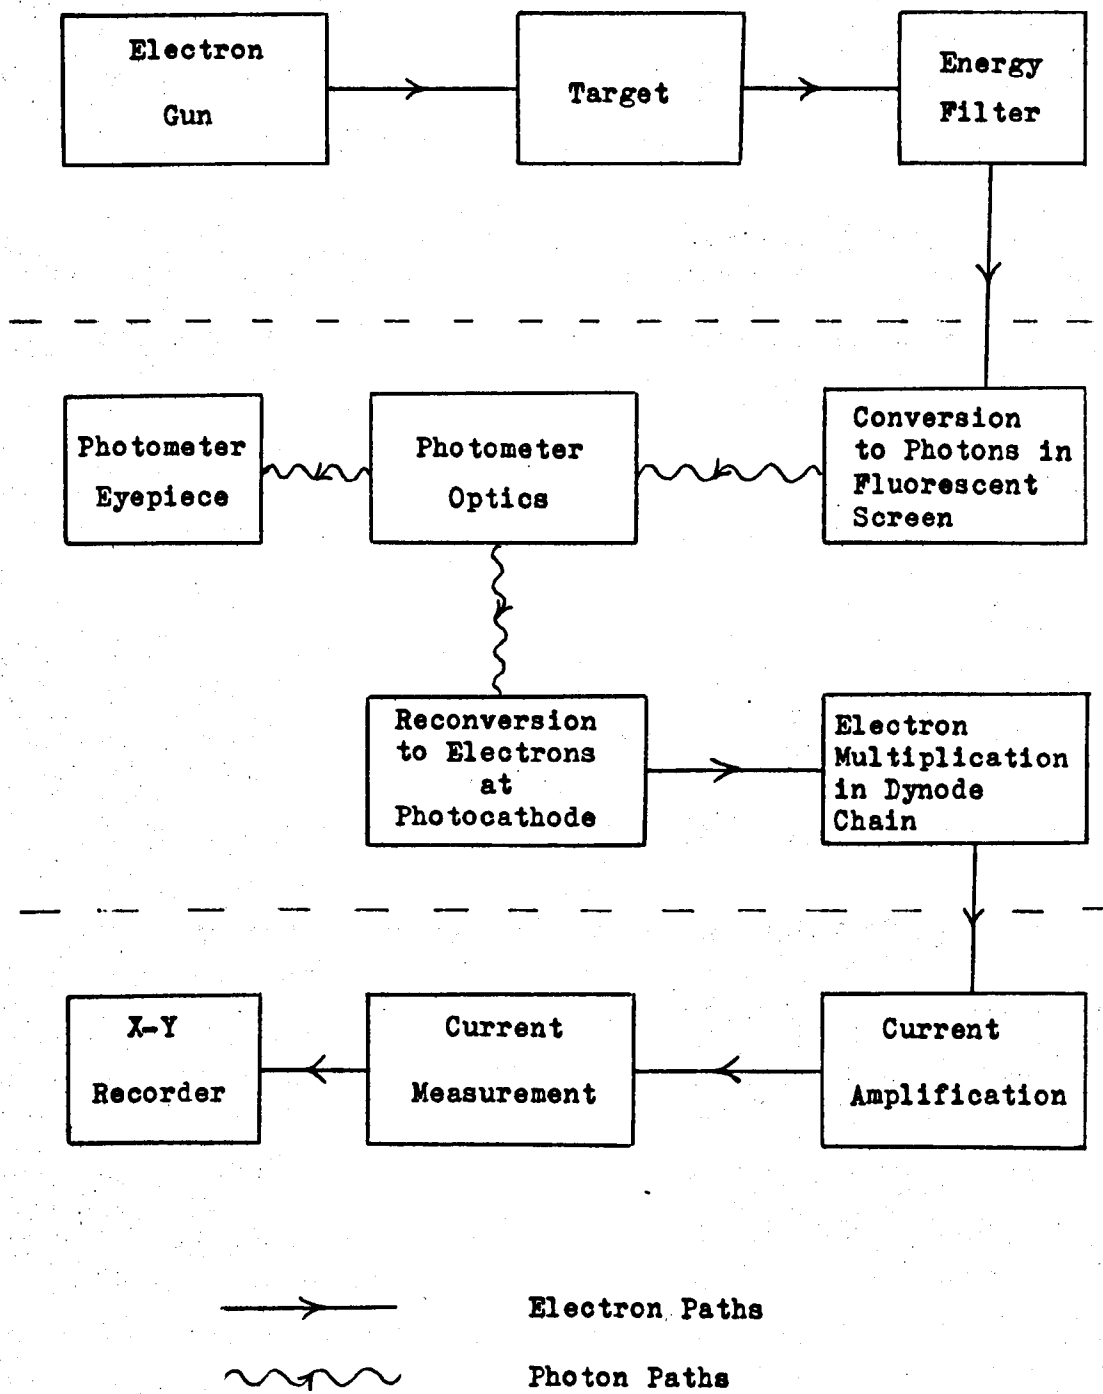 Electron
Gun
Target
Energy
Filter
Photometer
Eyepiece
Photometer
Optics
Conversion
to Photons in
Fluorescent
Screen
Reconversion
to Electrons
at
Photocathode
Electron
Multiplication
in Dynode
Chain
X-Y
Recorder
Current
Measurement
Current
Amplification
Electron Paths
Photon Paths